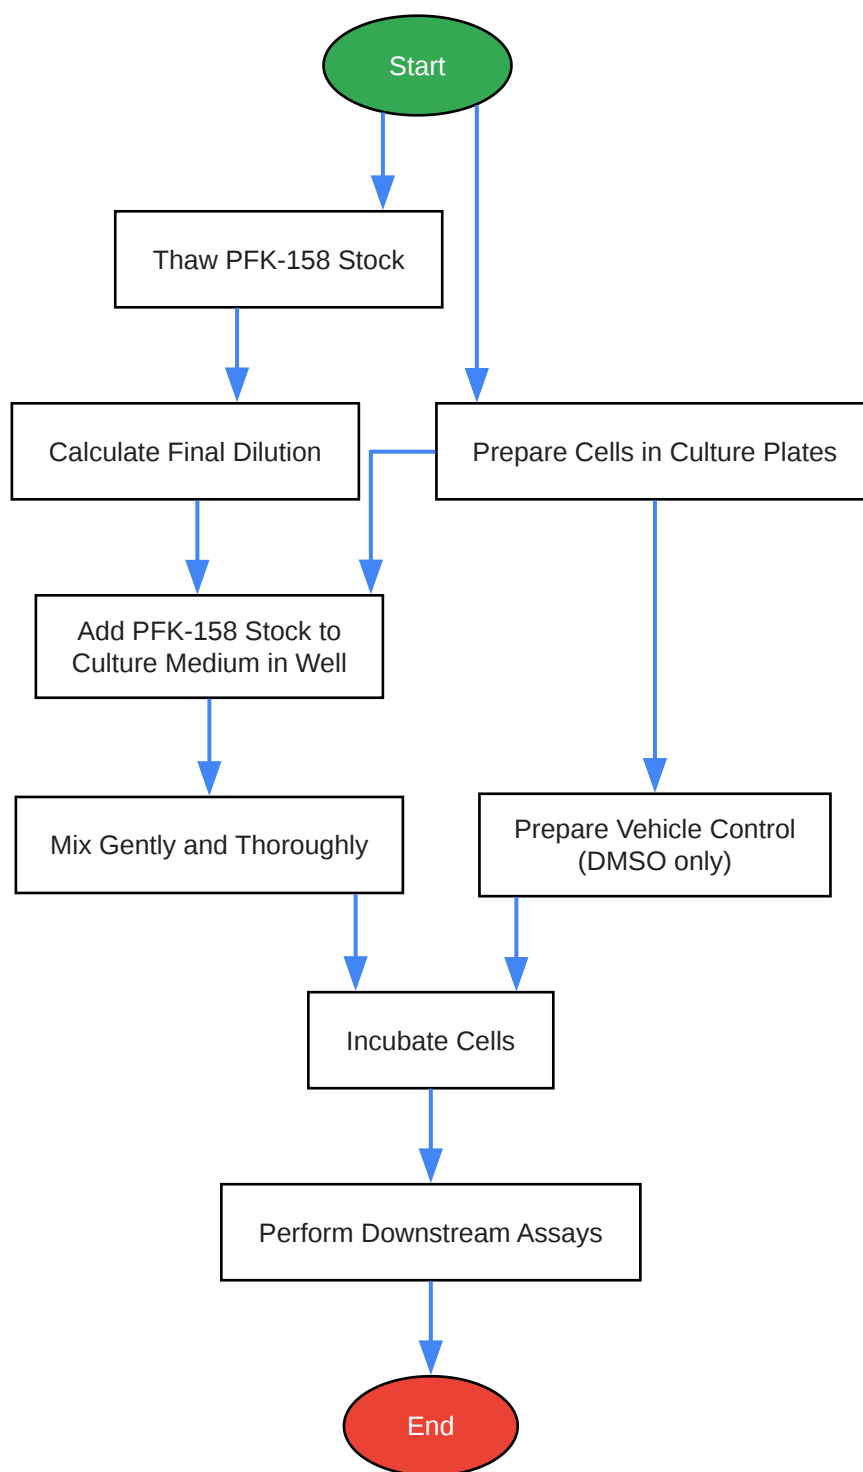 Start
Thaw PFK-158 Stock
Calculate Final Dilution
Prepare Cells in Culture Plates
Add PFK-158 Stock to
Culture Medium in Well
Mix Gently and Thoroughly
Prepare Vehicle Control
(DMSO only)
Incubate Cells
Perform Downstream Assays
End